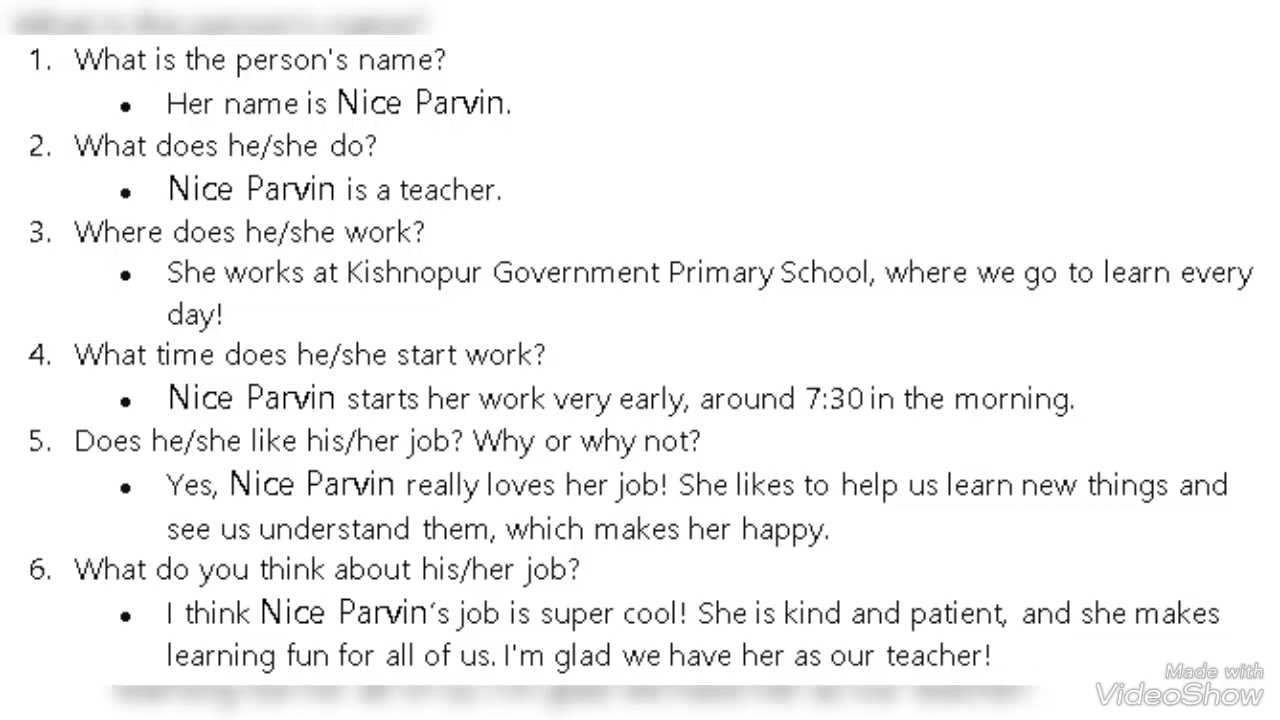 1. What is the person's name?
• Her name is Nice Parvin.
2. What does he/she do?
• Nice Parvin is a teacher.
3. Where does he/she work?
• She works at Kishnopur Government Primary School, where we go to learn every
day!
4. What time does he/she start work?
• Nice Parvin starts her work very early, around 7:30 in the morning.
5. Does he/she like his/her job? Why or why not?
• Yes, Nice Parvin really loves her job! She likes to help us learn new things and
see us understand them, which makes her happy.
6. What do you think about his/her job?
• I think Nice Parvin's job is super cool! She is kind and patient, and she makes
learning fun for all of us. I'm glad we have her as our teacher!
Made with
VideoShow